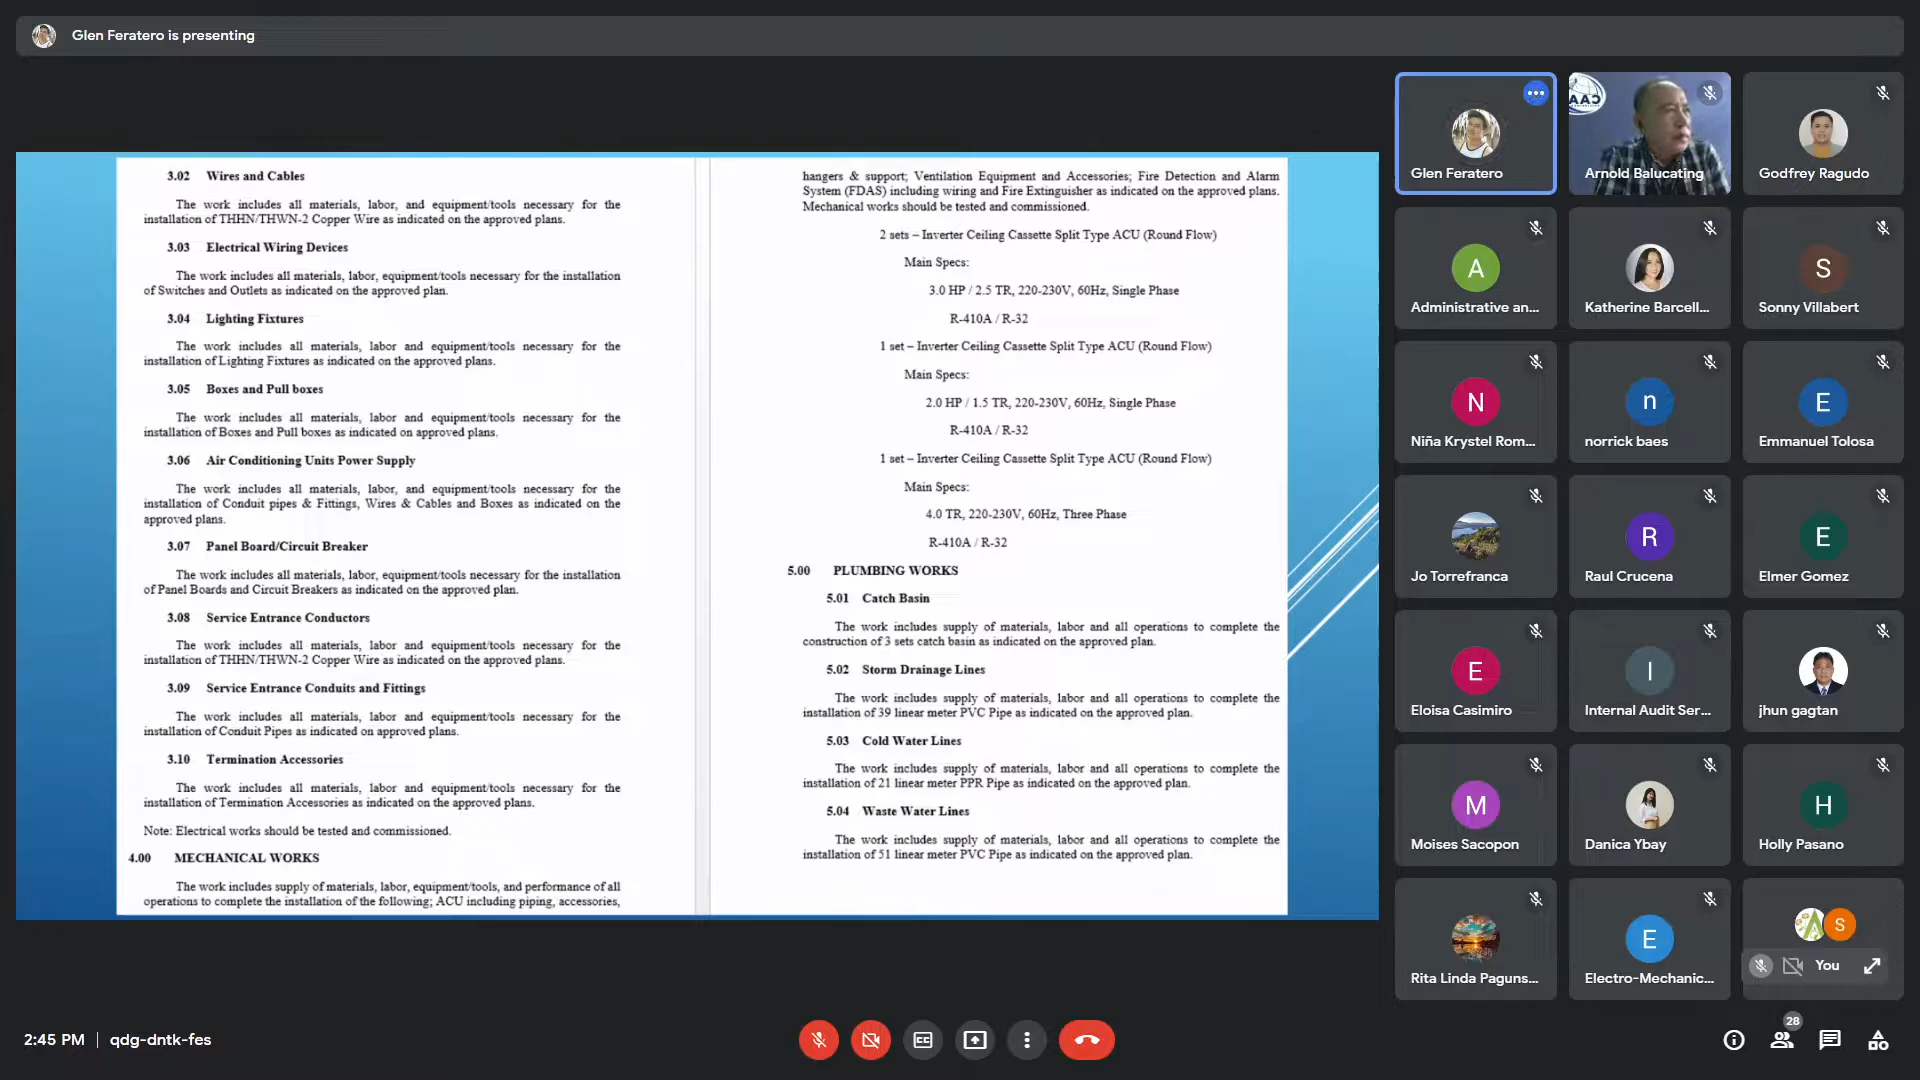 Glen Feratero is presenting
3.02 Wires and Cables
The work includes all materials, labor, and equipment/tools necessary for the
installation of THHN/THWN-2 Copper Wire as indicated on the approved plans.
3.03 Electrical Wiring Devices
The work includes all materials, labor, equipment/tools necessary for the installation
of Switches and Outlets as indicated on the approved plan.
3.04 Lighting Fixtures
The work includes all materials, labor and equipment/tools necessary for the
installation of Lighting Fixtures as indicated on the approved plans.
3.05 Boxes and Pull boxes
The work includes all materials, labor and equipment/tools necessary for the
installation of Boxes and Pull boxes as indicated on approved plans.
3.06 Air Conditioning Units Power Supply
The work includes all materials, labor, and equipment/tools necessary for the
installation of Conduit pipes & Fittings, Wires & Cables and Boxes as indicated on the
approved plans.
3.07 Panel Board/Circuit Breaker
The work includes all materials, labor, equipment/tools necessary for the installation
of Panel Boards and Circuit Breakers as indicated on the approved plans.
3.08 Service Entrance Conductors
The work includes all materials, labor and equipment/tools necessary for the
installation of THHN/THWN-2 Copper Wire as indicated on the approved plans.
3.09 Service Entrance Conduits and Fittings
The work includes all materials, labor and equipment/tools necessary for the
installation of Conduit Pipes as indicated on approved plans.
3.10 Termination Accessories
The work includes all materials, labor and equipment/tools necessary for the
installation of Termination Accessories as indicated on the approved plans.
Note: Electrical works should be tested and commissioned.
4.00 MECHANICAL WORKS
The work includes supply of materials, labor, equipment/tools, and performance of all
operations to complete the installation of the following; ACU including piping, accessories,
hangers & support; Ventilation Equipment and Accessories; Fire Detection and Alarm
System (FDAS) including wiring and Fire Extinguisher as indicated on the approved plans.
Mechanical works should be tested and commissioned.
2 sets – Inverter Ceiling Cassette Split Type ACU (Round Flow)
Main Specs:
3.0 HP / 2.5 TR, 220-230V, 60Hz, Single Phase
R-410A / R-32
1 set – Inverter Ceiling Cassette Split Type ACU (Round Flow)
Main Specs:
2.0 HP / 1.5 TR, 220-230V, 60Hz, Single Phase
R-410A / R-32
1 set – Inverter Ceiling Cassette Split Type ACU (Round Flow)
Main Specs:
4.0 TR, 220-230V, 60Hz, Three Phase
R-410A / R-32
5.00 PLUMBING WORKS
5.01 Catch Basin
The work includes supply of materials, labor and all operations to complete the
construction of 3 sets catch basin as indicated on the approved plan.
5.02 Storm Drainage Lines
The work includes supply of materials, labor and all operations to complete the
installation of 39 linear meter PVC Pipe as indicated on the approved plan.
5.03 Cold Water Lines
The work includes supply of materials, labor and all operations to complete the
installation of 21 linear meter PPR Pipe as indicated on the approved plan.
5.04 Waste Water Lines
The work includes supply of materials, labor and all operations to complete the
installation of 51 linear meter PVC Pipe as indicated on the approved plan.
CAA
Glen Feratero
Arnold Balucating
Godfrey Ragudo
A
S
Administrative an...
Katherine Barcell...
Sonny Villabert
N
n
E
Niña Krystel Rom...
norrick baes
Emmanuel Tolosa
R
E
Jo Torrefranca
Raul Crucena
Elmer Gomez
E
I
Eloisa Casimiro
Internal Audit Ser...
jhun gagtan
M
H
Moises Sacopon
Danica Ybay
Holly Pasano
E
S
Rita Linda Paguns...
Electro-Mechanic...
You
2:45 PM | qdg-dntk-fes
CC
28